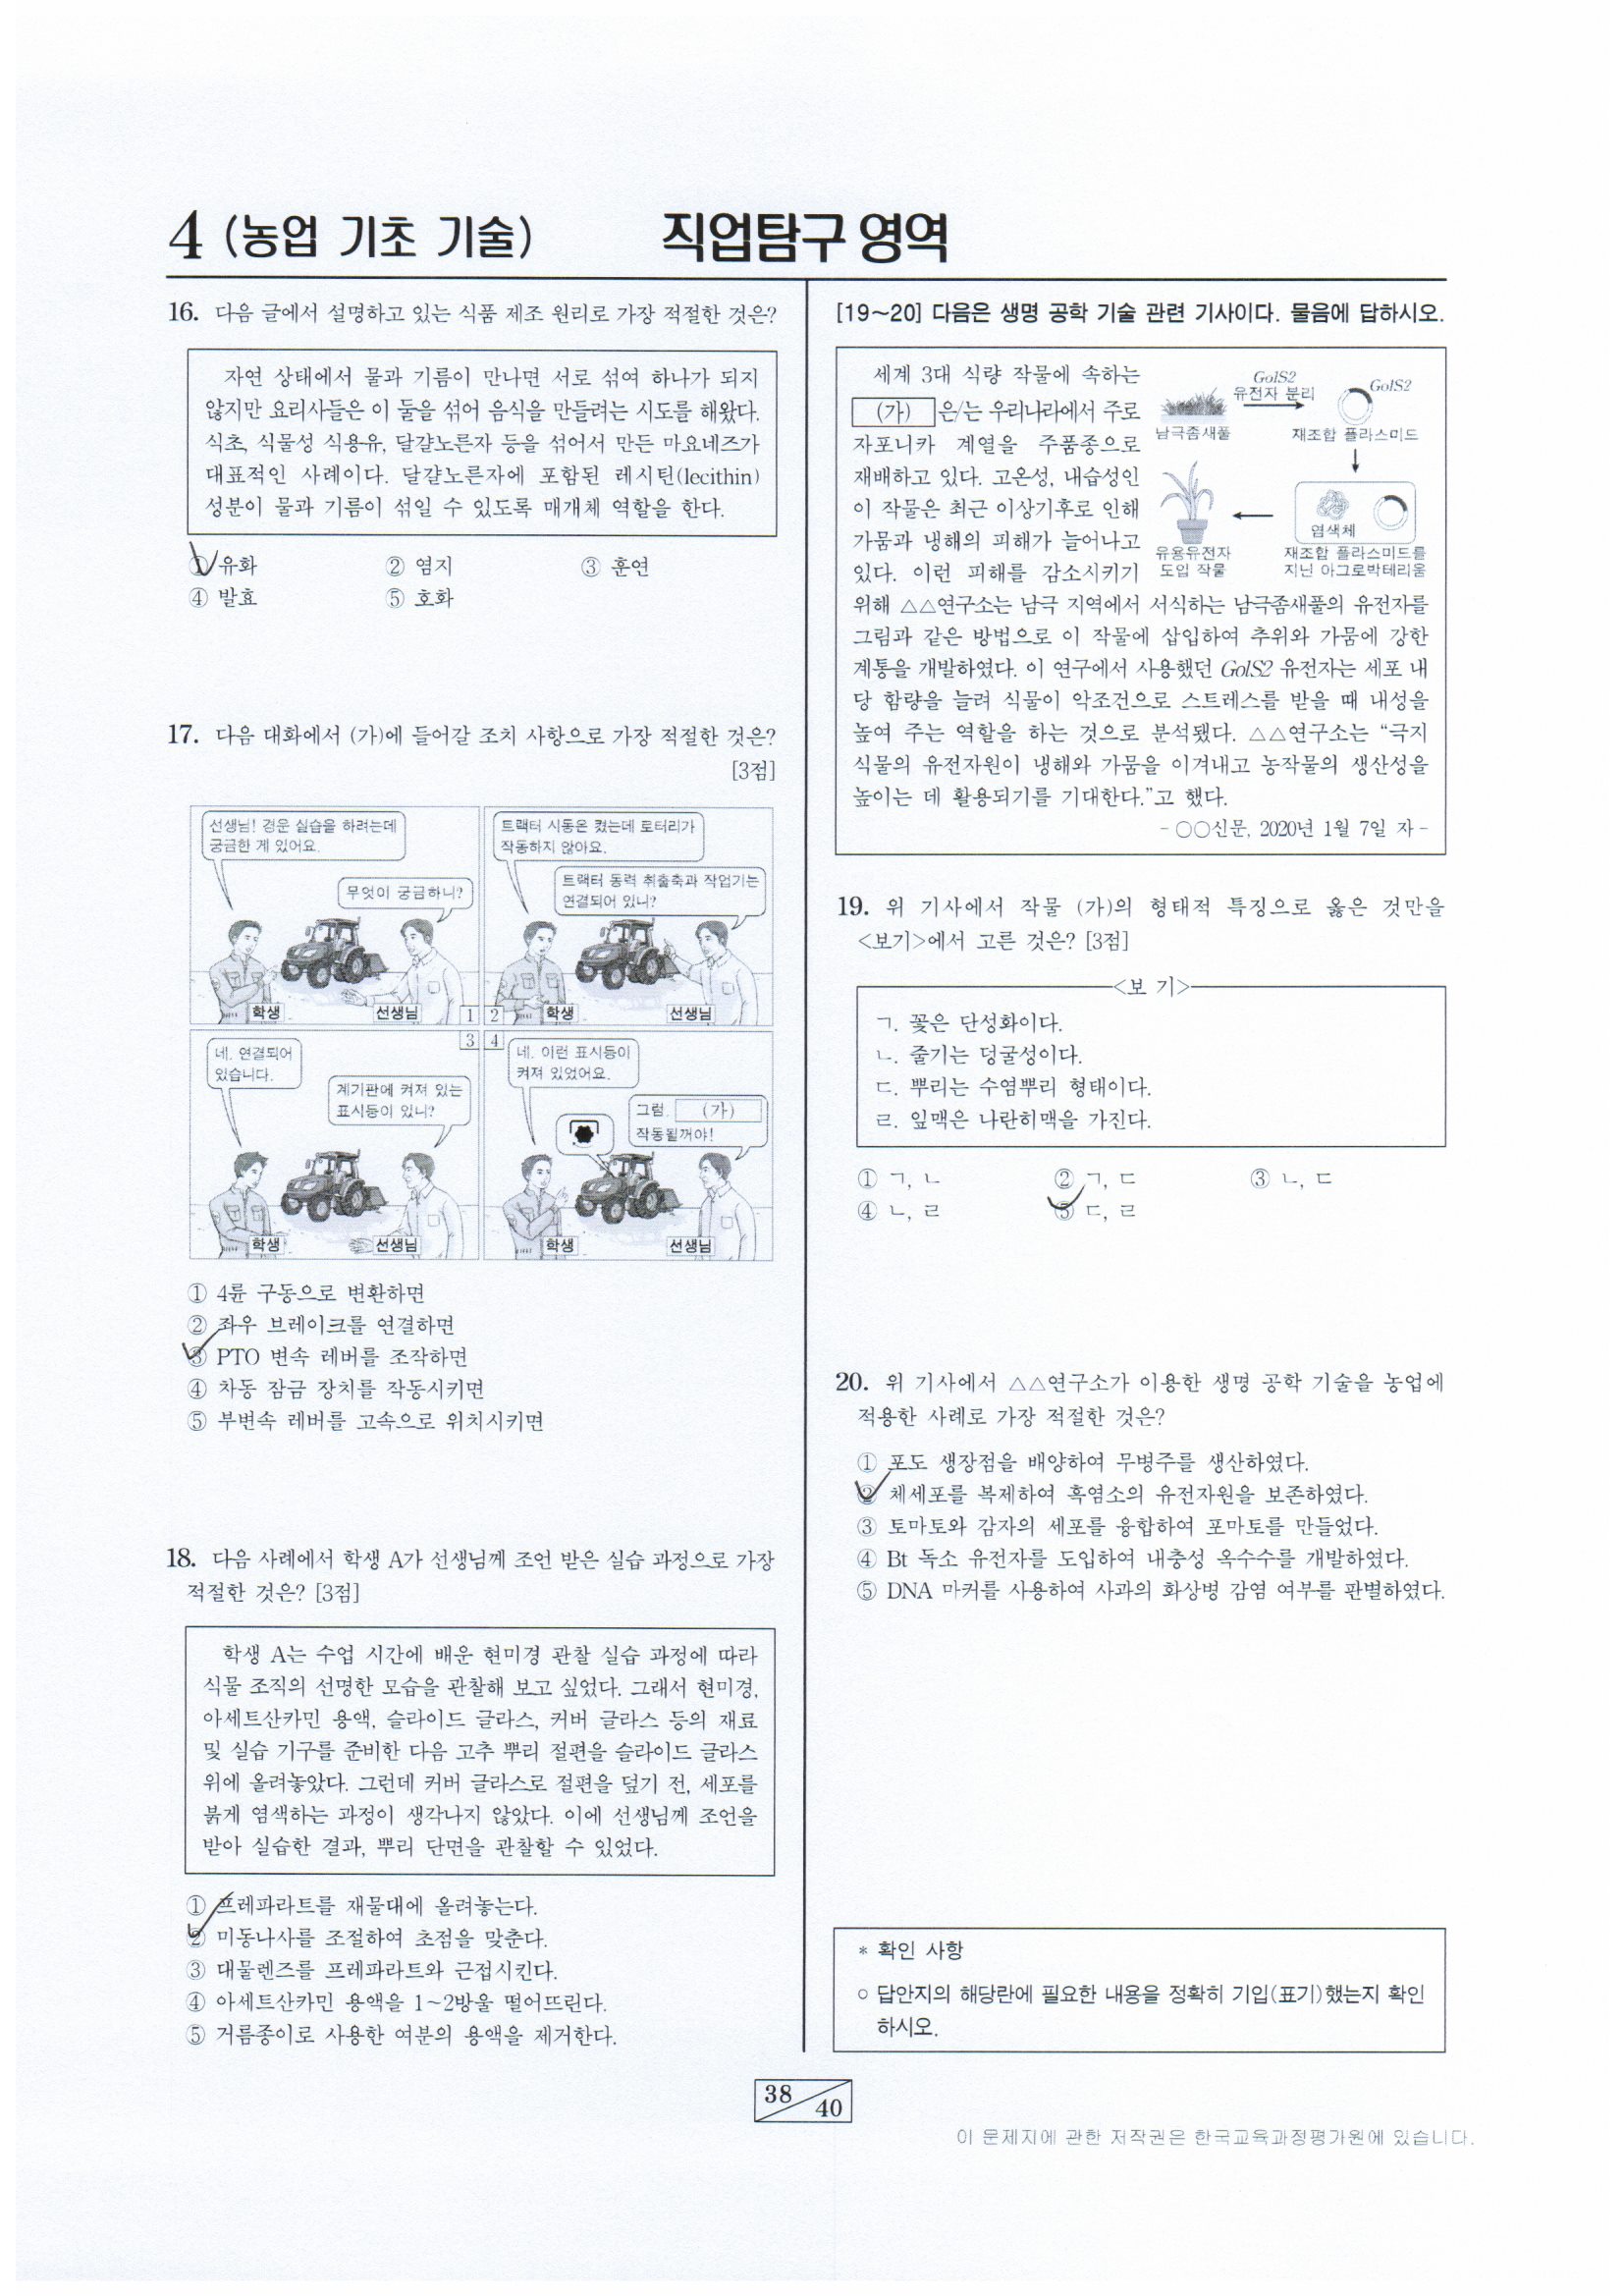 4 (농업 기초 기술)
직업탐구 영역
16. 다음 글에서 설명하고 있는 식품 제조 원리로 가장 적절한 것은?
자연 상태에서 물과 기름이 만나면 서로 섞여 하나가 되지
않지만 요리사들은 이 둘을 섞어 음식을 만들려는 시도를 해왔다.
식초, 식물성 식용유, 달걀노른자 등을 섞어서 만든 마요네즈가
대표적인 사례이다. 달걀노른자에 포함된 레시틴(lecithin)
성분이 물과 기름이 섞일 수 있도록 매개체 역할을 한다.
① 유화 ② 염지 ③ 훈연
④ 발효 ⑤ 호화
17. 다음 대화에서 (가)에 들어갈 조치 사항으로 가장 적절한 것은?
[3점]
선생님! 경운 실습을 하려는데
궁금한 게 있어요.
무엇이 궁금하니?
학생 선생님 1
트랙터 시동은 켰는데 로터리가
작동하지 않아요.
트랙터 동력 취출축과 작업기는
연결되어 있니?
2 학생 선생님
3
네. 연결되어
있습니다.
계기판에 켜져 있는
표시등이 있니?
학생 선생님
4
네. 이런 표시등이
켜져 있었어요.
그럼. (가)
작동될꺼야!
학생 선생님
① 4륜 구동으로 변환하면
② 좌우 브레이크를 연결하면
③ PTO 변속 레버를 조작하면
④ 차동 잠금 장치를 작동시키면
⑤ 부변속 레버를 고속으로 위치시키면
18. 다음 사례에서 학생 A가 선생님께 조언 받은 실습 과정으로 가장
적절한 것은? [3점]
학생 A는 수업 시간에 배운 현미경 관찰 실습 과정에 따라
식물 조직의 선명한 모습을 관찰해 보고 싶었다. 그래서 현미경,
아세트산카민 용액, 슬라이드 글라스, 커버 글라스 등의 재료
및 실습 기구를 준비한 다음 고추 뿌리 절편을 슬라이드 글라스
위에 올려놓았다. 그런데 커버 글라스로 절편을 덮기 전, 세포를
붉게 염색하는 과정이 생각나지 않았다. 이에 선생님께 조언을
받아 실습한 결과, 뿌리 단면을 관찰할 수 있었다.
① 프레파라트를 재물대에 올려놓는다.
② 미동나사를 조절하여 초점을 맞춘다.
③ 대물렌즈를 프레파라트와 근접시킨다.
④ 아세트산카민 용액을 1~2방울 떨어뜨린다.
⑤ 거름종이로 사용한 여분의 용액을 제거한다.
[19~20] 다음은 생명 공학 기술 관련 기사이다. 물음에 답하시오.
세계 3대 식량 작물에 속하는
(가) 은/는 우리나라에서 주로
자포니카 계열을 주품종으로
재배하고 있다. 고온성, 내습성인
이 작물은 최근 이상기후로 인해
가뭄과 냉해의 피해가 늘어나고
있다. 이런 피해를 감소시키기
위해 △△연구소는 남극 지역에서 서식하는 남극좀새풀의 유전자를
그림과 같은 방법으로 이 작물에 삽입하여 추위와 가뭄에 강한
계통을 개발하였다. 이 연구에서 사용했던 GolS2 유전자는 세포 내
당 함량을 늘려 식물이 악조건으로 스트레스를 받을 때 내성을
높여 주는 역할을 하는 것으로 분석됐다. △△연구소는 “극지
식물의 유전자원이 냉해와 가뭄을 이겨내고 농작물의 생산성을
높이는 데 활용되기를 기대한다.”고 했다.
- ○○신문, 2020년 1월 7일 자 -
GolS2
유전자 분리
GolS2
남극좀새풀
재조합 플라스미드
염색체
유용유전자
도입 작물
재조합 플라스미드를
지닌 아그로박테리움
19. 위 기사에서 작물 (가)의 형태적 특징으로 옳은 것만을
<보기>에서 고른 것은? [3점]
<보 기>
ㄱ. 꽃은 단성화이다.
ㄴ. 줄기는 덩굴성이다.
ㄷ. 뿌리는 수염뿌리 형태이다.
ㄹ. 잎맥은 나란히맥을 가진다.
① ㄱ, ㄴ ② ㄱ, ㄷ ③ ㄴ, ㄷ
④ ㄴ, ㄹ ⑤ ㄷ, ㄹ
20. 위 기사에서 △△연구소가 이용한 생명 공학 기술을 농업에
적용한 사례로 가장 적절한 것은?
① 포도 생장점을 배양하여 무병주를 생산하였다.
② 체세포를 복제하여 흑염소의 유전자원을 보존하였다.
③ 토마토와 감자의 세포를 융합하여 포마토를 만들었다.
④ Bt 독소 유전자를 도입하여 내충성 옥수수를 개발하였다.
⑤ DNA 마커를 사용하여 사과의 화상병 감염 여부를 판별하였다.
* 확인 사항
○ 답안지의 해당란에 필요한 내용을 정확히 기입(표기)했는지 확인
하시오.
38 40
이 문제지에 관한 저작권은 한국교육과정평가원에 있습니다.